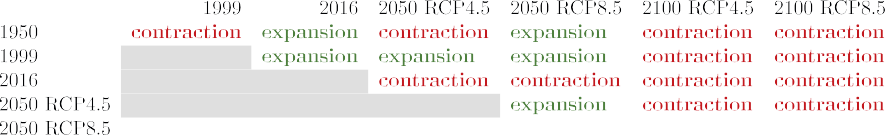 1999 2016 2050 RCP4.5 2050 RCP8.5 2100 RCP4.5 2100 RCP8.5
1950 contraction expansion contraction expansion contraction contraction
1999 expansion expansion contraction contraction contraction
2016 contraction contraction contraction contraction
2050 RCP4.5 expansion contraction contraction
2050 RCP8.5